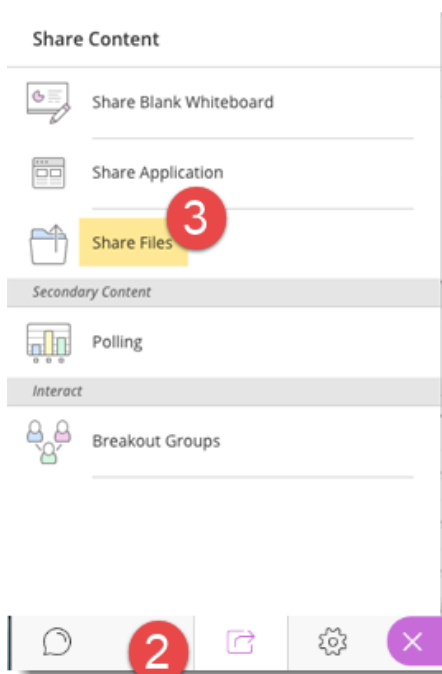 Share Content
Share Blank Whiteboard
Share Application
3
Share Files
Secondary Content
Polling
Interact
Breakout Groups
2